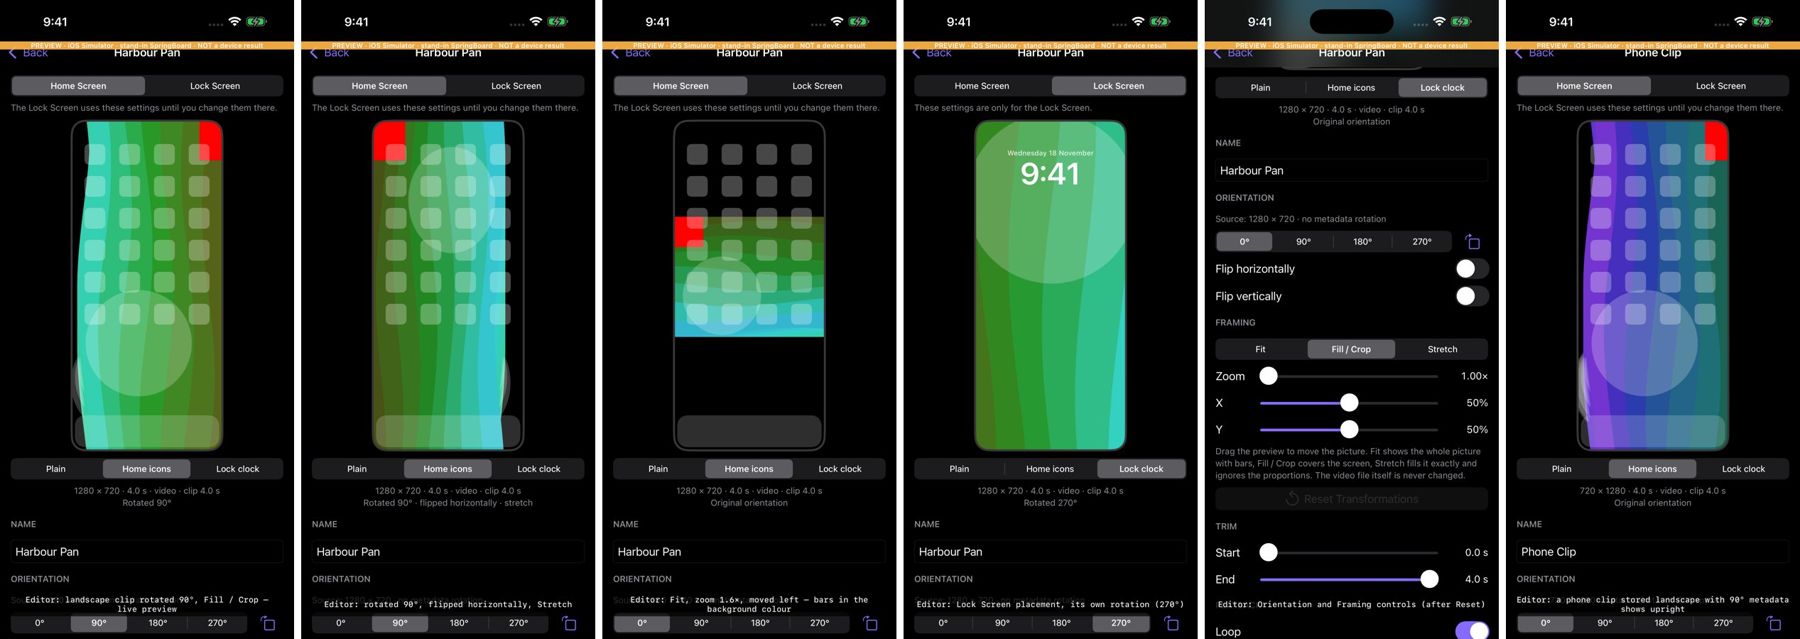 9:41
PREVIEW · iOS Simulator · stand-in SpringBoard · NOT a device result
Back
Harbour Pan
Home Screen
Lock Screen
The Lock Screen uses these settings until you change them there.
Plain
Home icons
Lock clock
1280 × 720 · 4.0 s · video · clip 4.0 s
Rotated 90°
NAME
Harbour Pan
ORIENTATION
Editor: landscape clip rotated 90°, Fill / Crop —
live preview
0°
90°
180°
270°
9:41
PREVIEW · iOS Simulator · stand-in SpringBoard · NOT a device result
Back
Harbour Pan
Home Screen
Lock Screen
The Lock Screen uses these settings until you change them there.
Plain
Home icons
Lock clock
1280 × 720 · 4.0 s · video · clip 4.0 s
Rotated 90° · flipped horizontal · stretch
NAME
Harbour Pan
ORIENTATION
Editor: rotated 90°, flipped horizontally, Stretch
0°
90°
180°
270°
9:41
PREVIEW · iOS Simulator · stand-in SpringBoard · NOT a device result
Back
Harbour Pan
Home Screen
Lock Screen
The Lock Screen uses these settings until you change them there.
Plain
Home icons
Lock clock
1280 × 720 · 4.0 s · video · clip 4.0 s
Original orientation
NAME
Harbour Pan
ORIENTATION
Editor: Fit, zoom 1.6×, moved left — bars in the
background colour
0°
90°
180°
270°
9:41
PREVIEW · iOS Simulator · stand-in SpringBoard · NOT a device result
Back
Harbour Pan
Home Screen
Lock Screen
These settings are only for the Lock Screen.
Wednesday 18 November
9:41
Plain
Home icons
Lock clock
1280 × 720 · 4.0 s · video · clip 4.0 s
Rotated 270°
NAME
Harbour Pan
ORIENTATION
Editor: Lock Screen placement, its own rotation (270°)
0°
90°
180°
270°
9:41
PREVIEW · iOS Simulator · stand-in SpringBoard · NOT a device result
Back
Harbour Pan
Plain
Home icons
Lock clock
1280 × 720 · 4.0 s · video · clip 4.0 s
Original orientation
NAME
Harbour Pan
ORIENTATION
Source: 1280 × 720 · no metadata rotation
0°
90°
180°
270°
Flip horizontally
Flip vertically
FRAMING
Fit
Fill / Crop
Stretch
Zoom
1.00×
X
50%
Y
50%
Drag the preview to move the picture. Fit shows the whole picture
with bars, Fill / Crop covers the screen, Stretch fills it exactly and
ignores the proportions. The video file itself is never changed.
Reset Transformations
TRIM
Start
0.0 s
End
4.0 s
Editor: Orientation and Framing controls (after Reset)
Loop
9:41
PREVIEW · iOS Simulator · stand-in SpringBoard · NOT a device result
Back
Phone Clip
Home Screen
Lock Screen
The Lock Screen uses these settings until you change them there.
Plain
Home icons
Lock clock
720 × 1280 · 4.0 s · video · clip 4.0 s
Original orientation
NAME
Phone Clip
ORIENTATION
Editor: a phone clip stored landscape with 90° metadata
shows upright
0°
90°
180°
270°